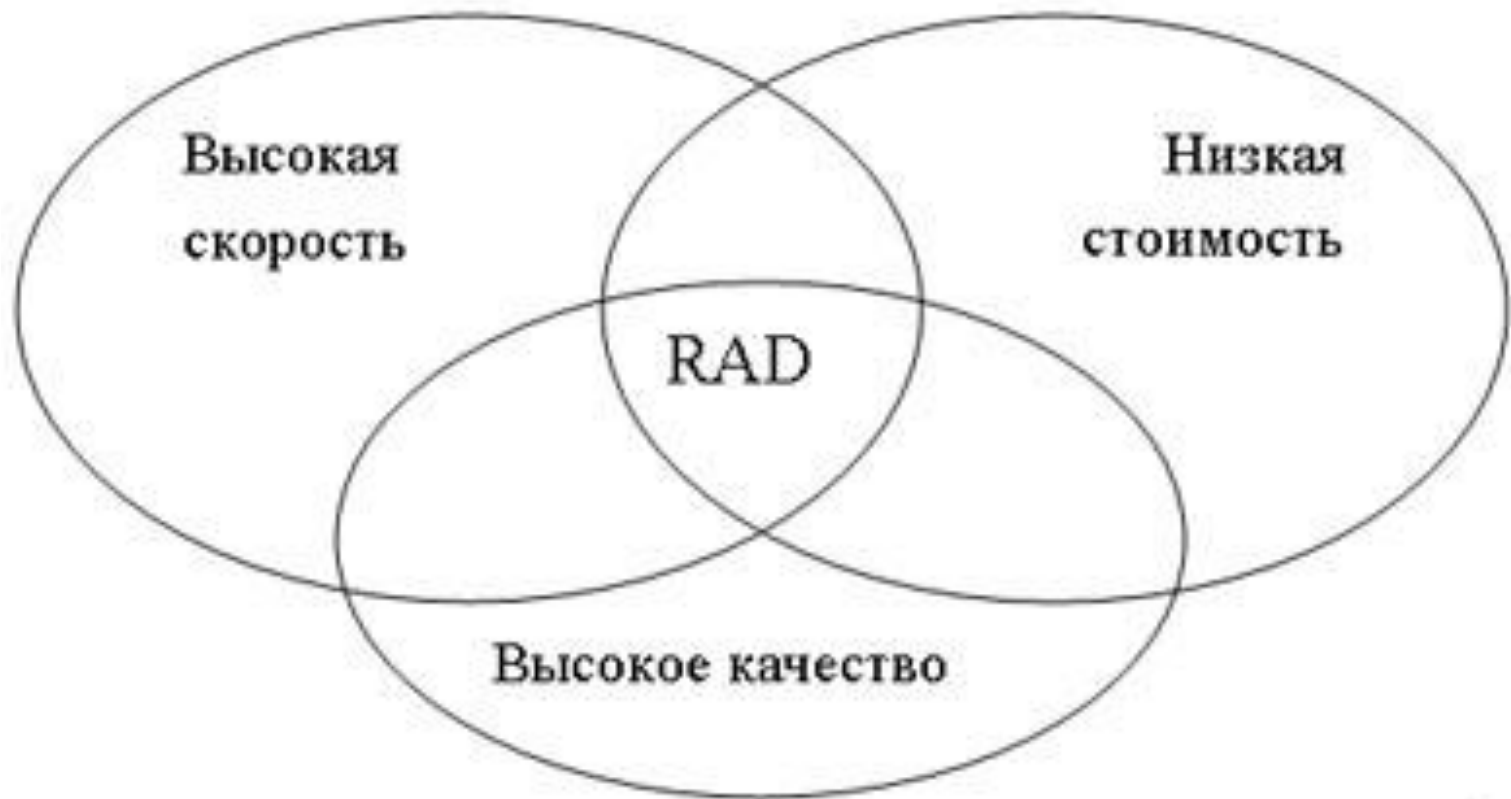 Высокая
скорость
Низкая
стоимость
RAD
Высокое качество